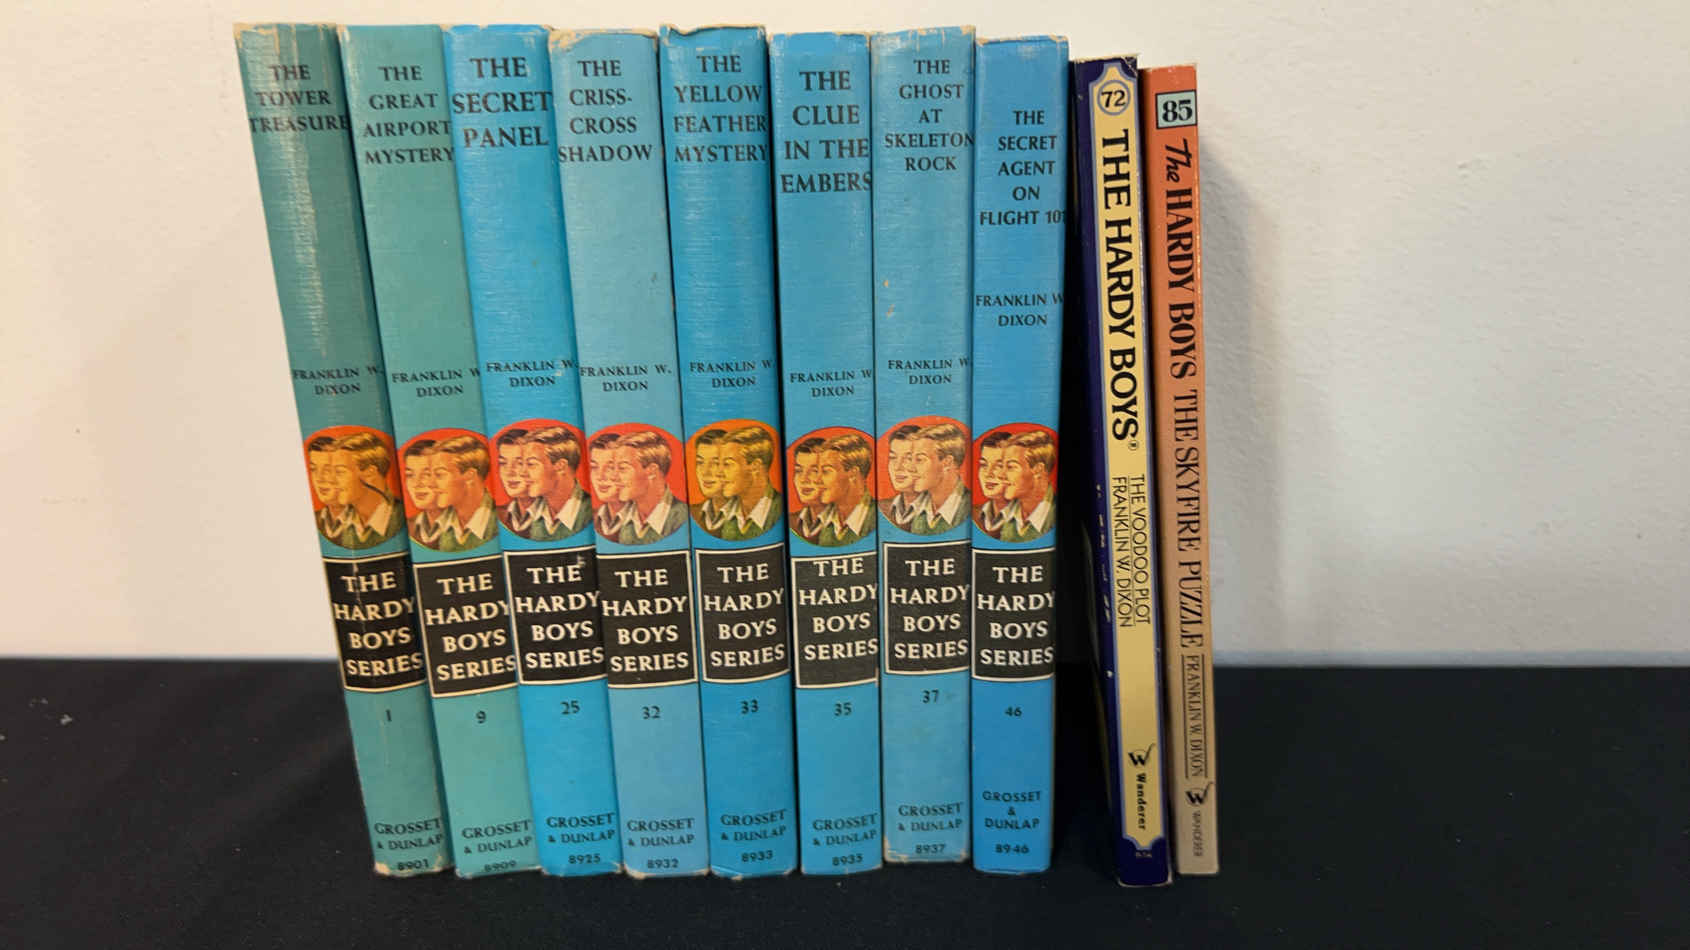 THE
TOWER
TREASURE
FRANKLIN W.
DIXON
THE
HARDY
BOYS
SERIES
1
GROSSET
& DUNLAP
8901
THE
GREAT
AIRPORT
MYSTERY
FRANKLIN W
DIXON
THE
HARDY
BOYS
SERIES
9
GROSSET
& DUNLAP
8909
THE
SECRET
PANEL
FRANKLIN W
DIXON
THE
HARDY
BOYS
SERIES
25
GROSSET
& DUNLAP
8925
THE
CRISS-
CROSS
SHADOW
FRANKLIN W.
DIXON
THE
HARDY
BOYS
SERIES
32
GROSSET
& DUNLAP
8932
THE
YELLOW
FEATHER
MYSTERY
FRANKLIN W
DIXON
THE
HARDY
BOYS
SERIES
33
GROSSET
& DUNLAP
8933
THE
CLUE
IN THE
EMBERS
FRANKLIN W
DIXON
THE
HARDY
BOYS
SERIES
35
GROSSET
& DUNLAP
8935
THE
GHOST
AT
SKELETON
ROCK
FRANKLIN W.
DIXON
THE
HARDY
BOYS
SERIES
37
GROSSET
& DUNLAP
8937
THE
SECRET
AGENT
ON
FLIGHT 101
FRANKLIN W
DIXON
THE
HARDY
BOYS
SERIES
46
GROSSET
&
DUNLAP
8946
72
THE HARDY BOYS®
THE VOODOO PLOT
FRANKLIN W. DIXON
W
Wanderer
85
The HARDY BOYS THE SKYFIRE PUZZLE FRANKLIN W. DIXON
W
WANDERER